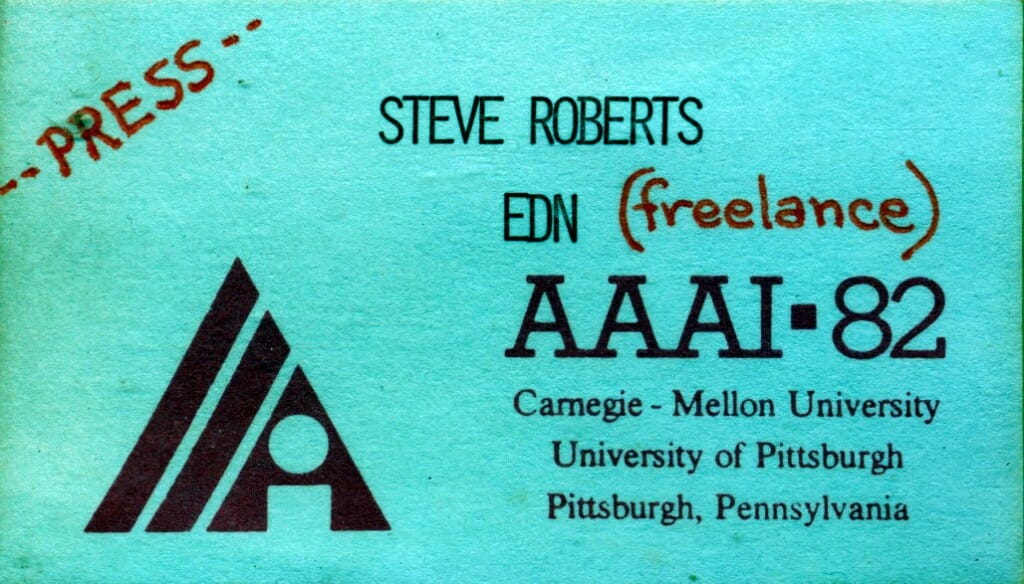 --PRESS--
STEVE ROBERTS
EDN (freelance)
AAAI▪82
Carnegie - Mellon University
University of Pittsburgh
Pittsburgh, Pennsylvania